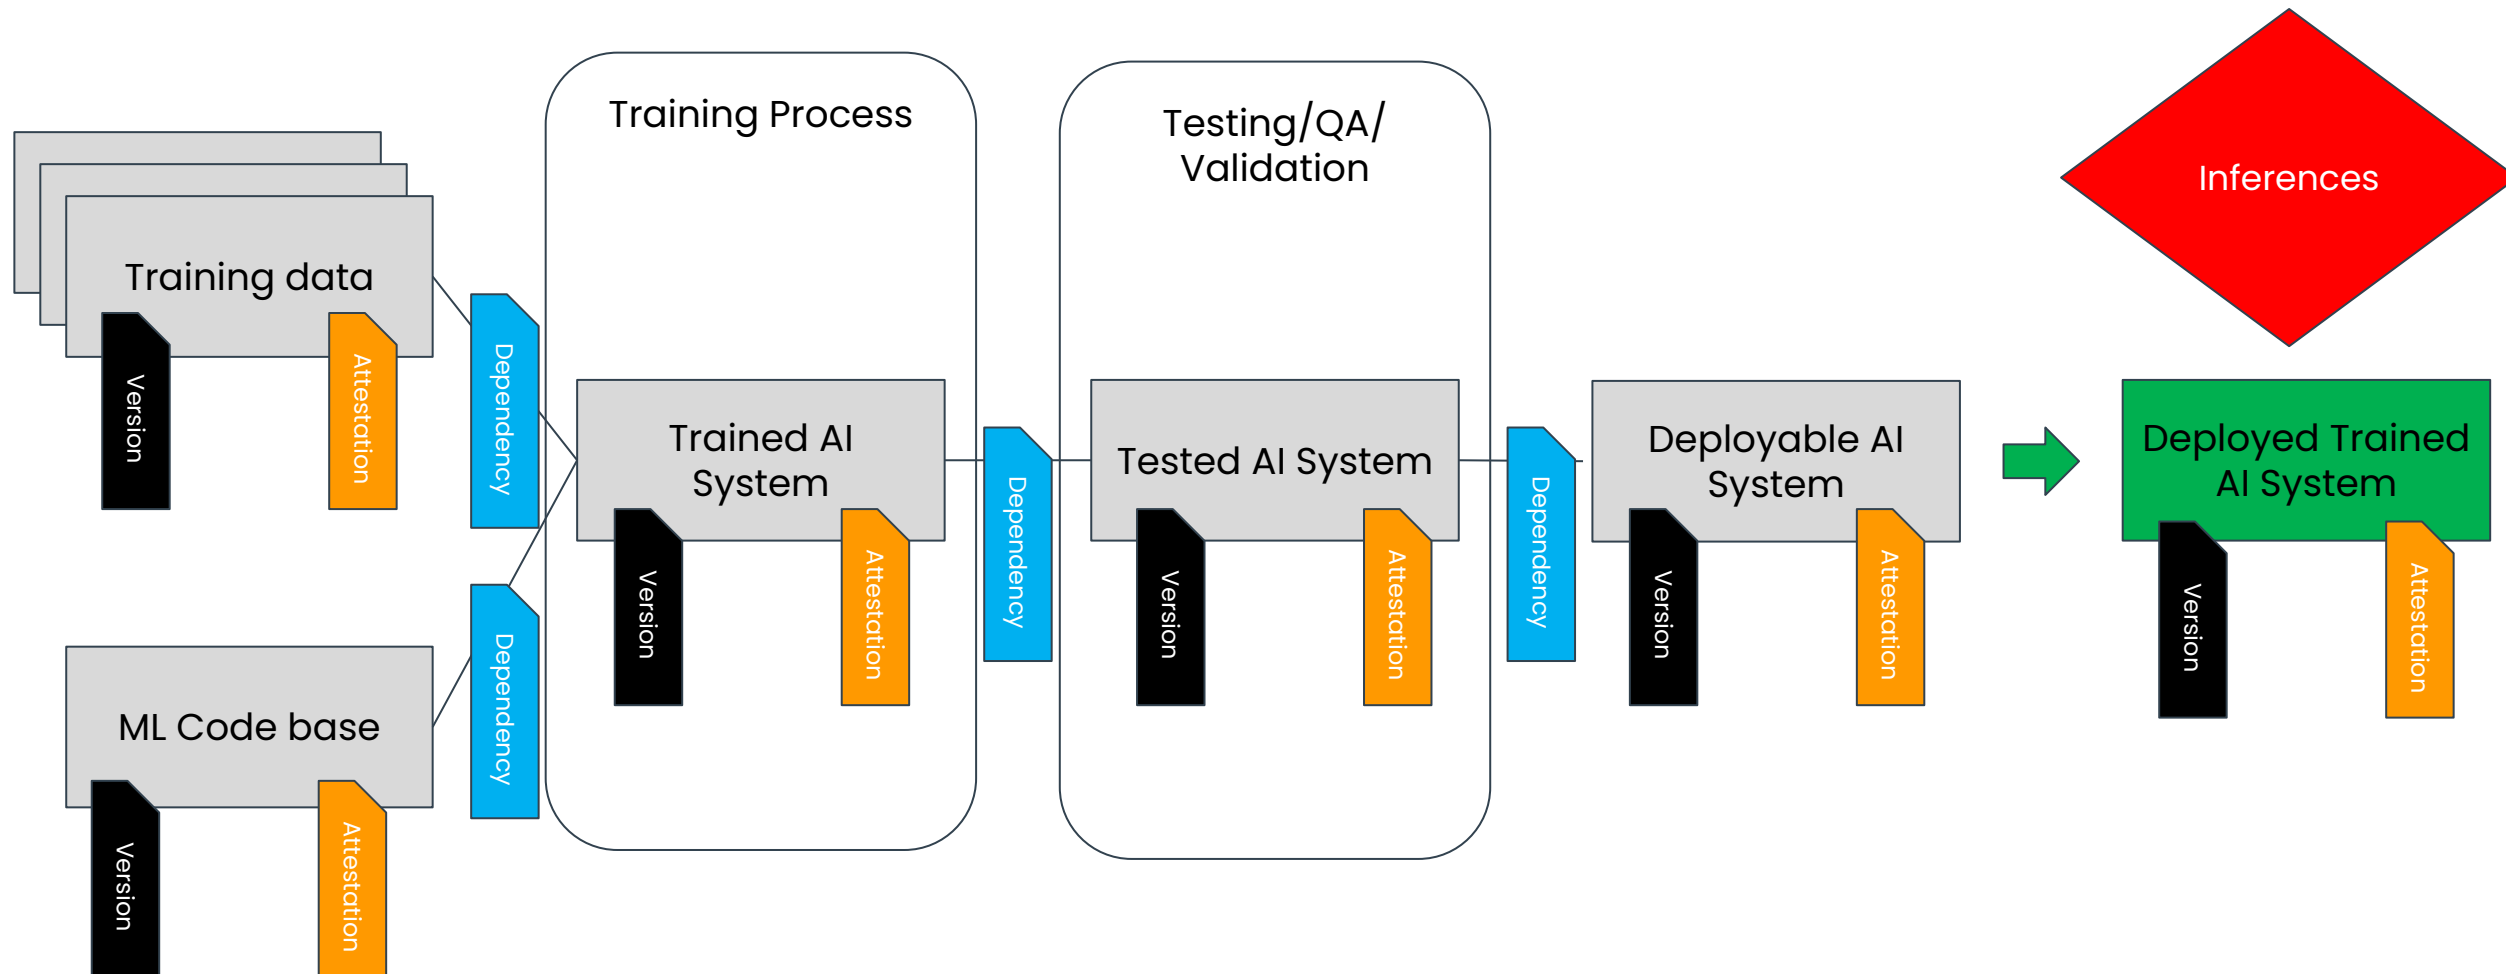 Training Process
Testing/QA/
Validation
Inferences
Training data
Version
Attestation
Dependency
Trained AI
System
Version
Attestation
Dependency
Tested AI System
Version
Attestation
Dependency
Deployable AI
System
Version
Attestation
Deployed Trained
AI System
Version
Attestation
Dependency
ML Code base
Version
Attestation